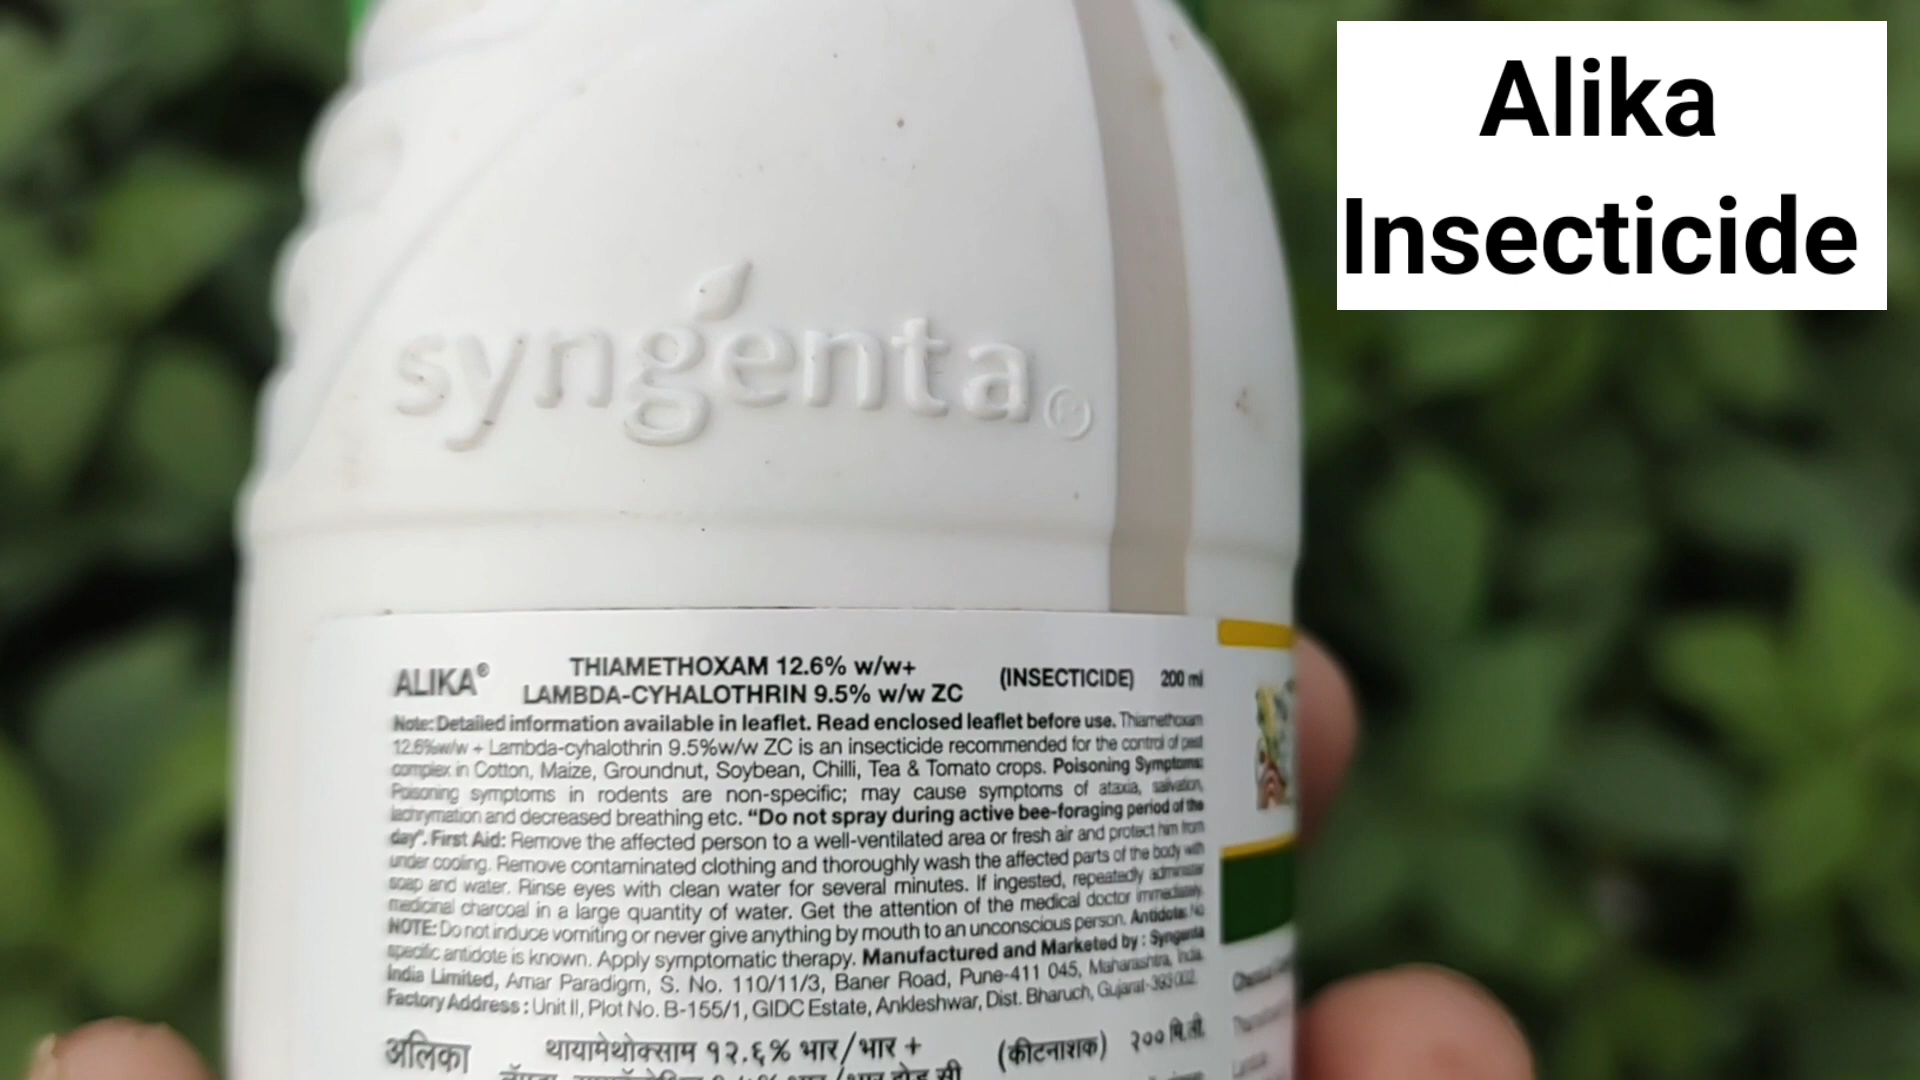 Alika
Insecticide
syngenta®
ALIKA® THIAMETHOXAM 12.6% w/w+
LAMBDA-CYHALOTHRIN 9.5% w/w ZC
(INSECTICIDE) 200 ml
Note: Detailed information available in leaflet. Read enclosed leaflet before use. Thiamethoxam
12.6%w/w + Lambda-cyhalothrin 9.5%w/w ZC is an insecticide recommended for the control of pest
complex in Cotton, Maize, Groundnut, Soybean, Chilli, Tea & Tomato crops. Poisoning Symptoms:
Poisoning symptoms in rodents are non-specific; may cause symptoms of ataxia, salivation,
lachrymation and decreased breathing etc. “Do not spray during active bee-foraging period of the
day”. First Aid: Remove the affected person to a well-ventilated area or fresh air and protect him from
under cooling. Remove contaminated clothing and thoroughly wash the affected parts of the body with
soap and water. Rinse eyes with clean water for several minutes. If ingested, repeatedly administer
medicinal charcoal in a large quantity of water. Get the attention of the medical doctor immediately.
NOTE: Do not induce vomiting or never give anything by mouth to an unconscious person. Antidote: No
specific antidote is known. Apply symptomatic therapy. Manufactured and Marketed by : Syngenta
India Limited, Amar Paradigm, S. No. 110/11/3, Baner Road, Pune-411 045, Maharashtra, India.
Factory Address : Unit II, Plot No. B-155/1, GIDC Estate, Ankleshwar, Dist. Bharuch, Gujarat-393 002.
अलिका थायामेथोक्साम १२.६% भार/भार + (कीटनाशक) २०० मि.ली.